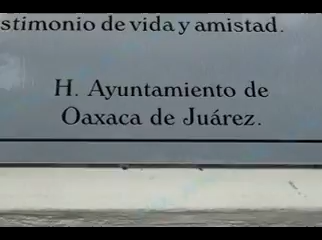 stimonio de vida y amistad.
H. Ayuntamiento de
Oaxaca de Juárez.